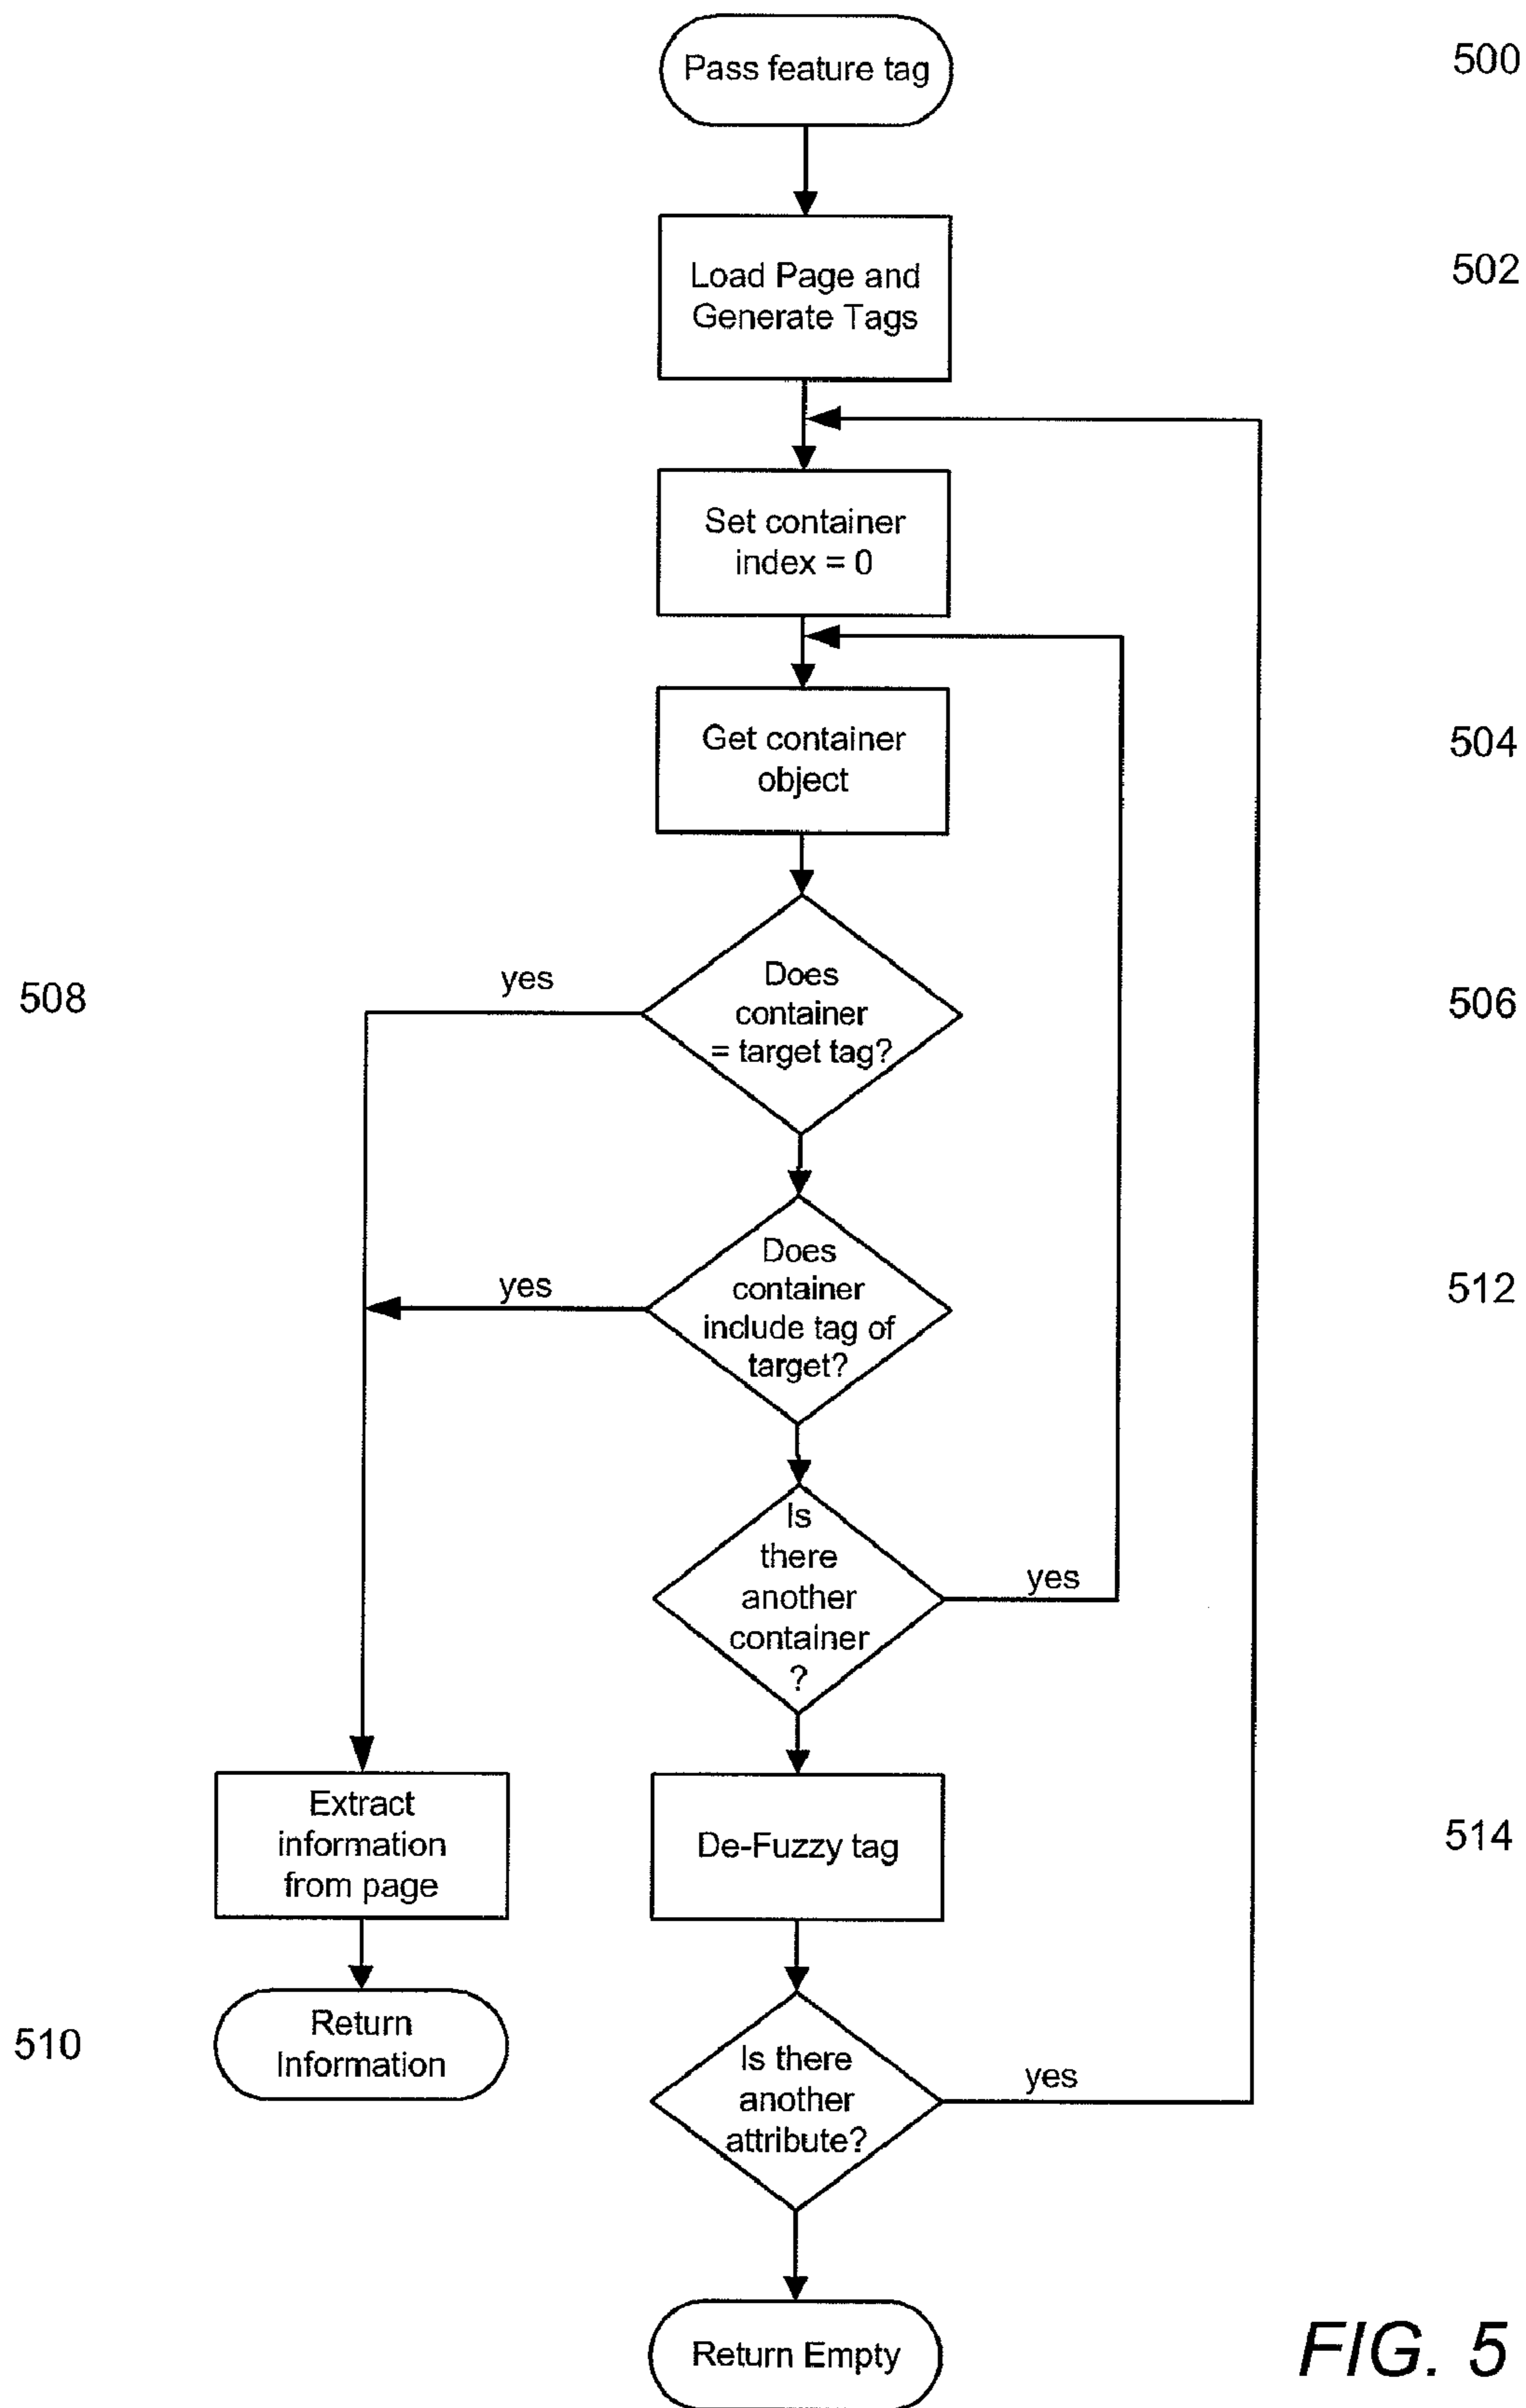 Pass feature tag
500
Load Page and
Generate Tags
502
Set container
index = 0
Get container
object
504
508
yes
Does
container
= target tag?
506
yes
Does
container
include tag of
target?
512
Is
there
another
container
?
yes
Extract
information
from page
De-Fuzzy tag
514
510
Return
Information
Is there
another
attribute?
yes
Return Empty
FIG. 5